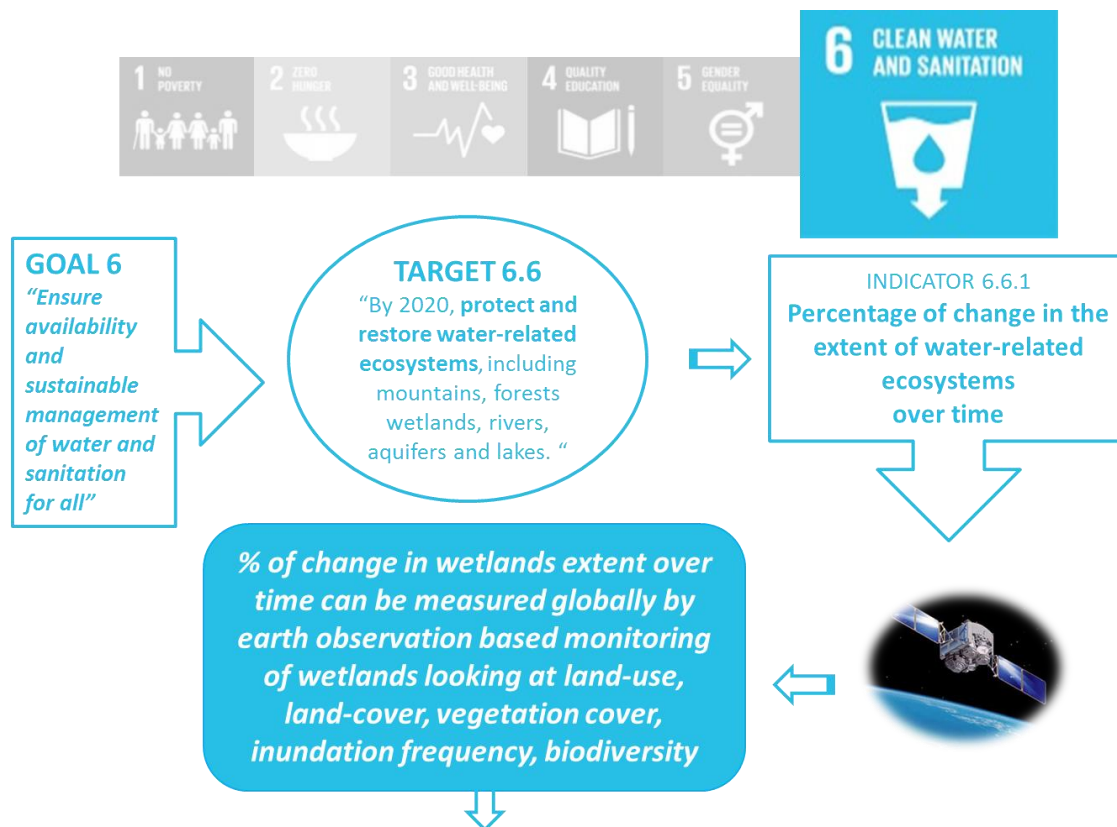 1 NO
POVERTY
2 ZERO
HUNGER
3 GOOD HEALTH
AND WELL-BEING
4 QUALITY
EDUCATION
5 GENDER
EQUALITY
6 CLEAN WATER
AND SANITATION
GOAL 6
“Ensure
availability
and
sustainable
management
of water and
sanitation
for all”
TARGET 6.6
“By 2020, protect and
restore water-related
ecosystems, including
mountains, forests
wetlands, rivers,
aquifers and lakes. “
INDICATOR 6.6.1
Percentage of change in the
extent of water-related
ecosystems
over time
% of change in wetlands extent over
time can be measured globally by
earth observation based monitoring
of wetlands looking at land-use,
land-cover, vegetation cover,
inundation frequency, biodiversity